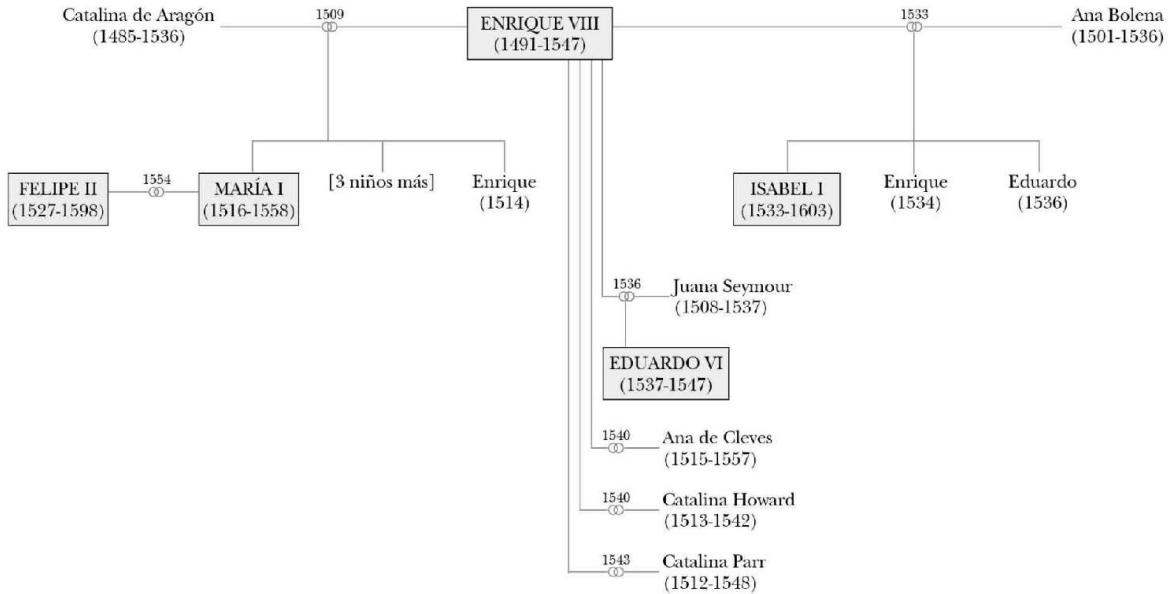 Catalina de Aragón
(1485-1536)
1509
ENRIQUE VIII
(1491-1547)
1533
Ana Bolena
(1501-1536)
FELIPE II
(1527-1598)
1554
MARÍA I
(1516-1558)
[3 niños más]
Enrique
(1514)
ISABEL I
(1533-1603)
Enrique
(1534)
Eduardo
(1536)
1536
Juana Seymour
(1508-1537)
EDUARDO VI
(1537-1547)
1540
Ana de Cleves
(1515-1557)
1540
Catalina Howard
(1513-1542)
1543
Catalina Parr
(1512-1548)